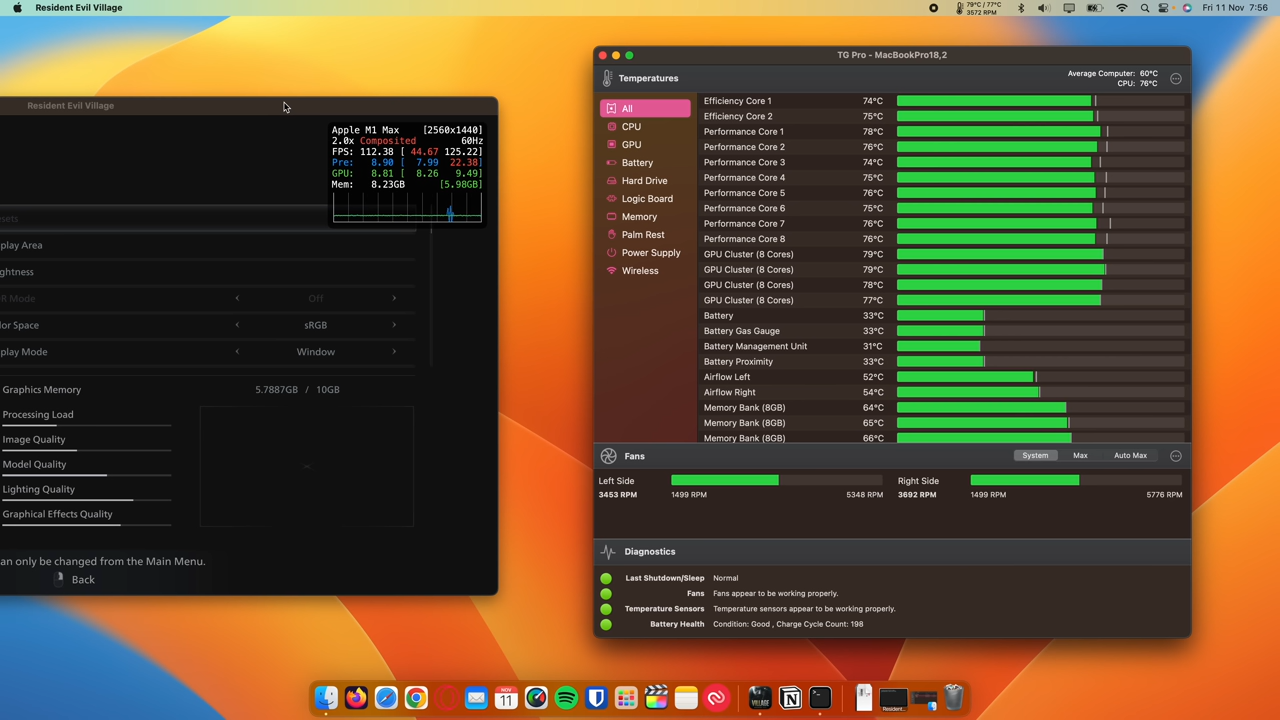 Resident Evil Village
79°C / 77°C
3572 RPM
Fri 11 Nov 7:56
Resident Evil Village
Apple M1 Max [2560x1440]
2.0x Composited 60Hz
FPS: 112.38 [ 44.67 125.22]
Pre: 8.90 [ 7.99 22.38]
GPU: 8.81 [ 8.26 9.49]
Mem: 8.23GB [5.98GB]
sets
play Area
ghtness
R Mode ‹ Off ›
lor Space ‹ sRGB ›
play Mode ‹ Window ›
Graphics Memory 5.7887GB / 10GB
Processing Load
Image Quality
Model Quality
Lighting Quality
Graphical Effects Quality
an only be changed from the Main Menu.
Back
TG Pro - MacBookPro18,2
Temperatures
Average Computer: 60°C
CPU: 76°C
All
CPU
GPU
Battery
Hard Drive
Logic Board
Memory
Palm Rest
Power Supply
Wireless
Efficiency Core 1 74°C
Efficiency Core 2 75°C
Performance Core 1 78°C
Performance Core 2 76°C
Performance Core 3 74°C
Performance Core 4 75°C
Performance Core 5 76°C
Performance Core 6 75°C
Performance Core 7 76°C
Performance Core 8 76°C
GPU Cluster (8 Cores) 79°C
GPU Cluster (8 Cores) 79°C
GPU Cluster (8 Cores) 78°C
GPU Cluster (8 Cores) 77°C
Battery 33°C
Battery Gas Gauge 33°C
Battery Management Unit 31°C
Battery Proximity 33°C
Airflow Left 52°C
Airflow Right 54°C
Memory Bank (8GB) 64°C
Memory Bank (8GB) 65°C
Memory Bank (8GB) 66°C
Fans
System Max Auto Max
Left Side
3453 RPM 1499 RPM 5348 RPM
Right Side
3692 RPM 1499 RPM 5776 RPM
Diagnostics
Last Shutdown/Sleep Normal
Fans Fans appear to be working properly.
Temperature Sensors Temperature sensors appear to be working properly.
Battery Health Condition: Good , Charge Cycle Count: 198
NOV
11
VILLAGE
Resident...